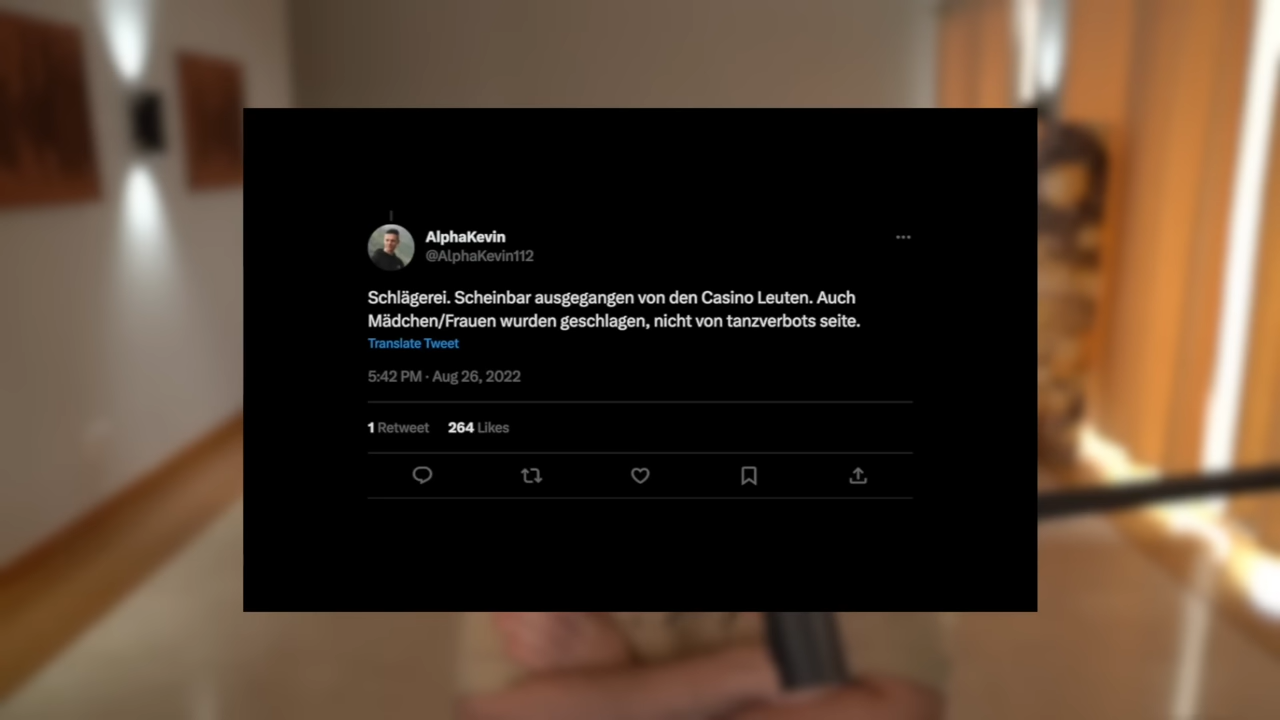 AlphaKevin
@AlphaKevin112
Schlägerei. Scheinbar ausgegangen von den Casino Leuten. Auch
Mädchen/Frauen wurden geschlagen, nicht von tanzverbots seite.
Translate Tweet
5:42 PM · Aug 26, 2022
1 Retweet 264 Likes